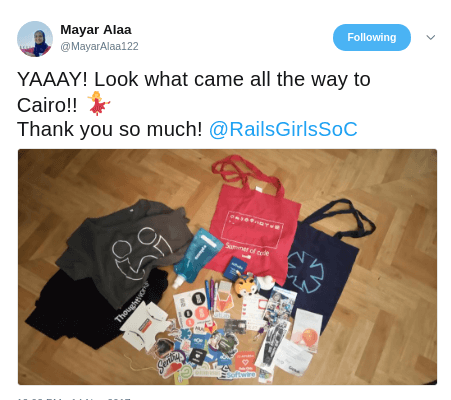 Mayar Alaa
@MayarAlaa122
Following
YAAAY! Look what came all the way to
Cairo!! 💃
Thank you so much! @RailsGirlsSoC
Summer of code
ThoughtWorks
Sentry